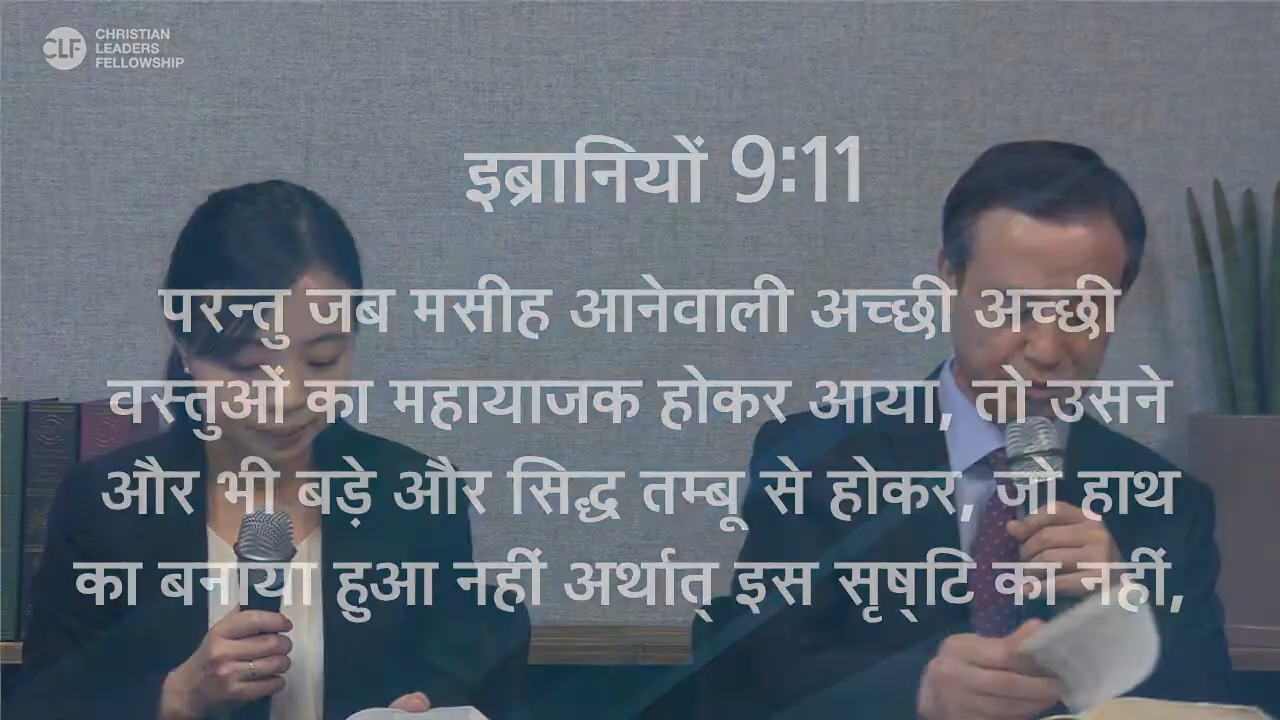 CLF
CHRISTIAN
LEADERS
FELLOWSHIP
इब्रानियों 9:11
परन्तु जब मसीह आनेवाली अच्छी अच्छी
वस्तुओं का महायाजक होकर आया, तो उसने
और भी बड़े और सिद्ध तम्बू से होकर, जो हाथ
का बनाया हुआ नहीं अर्थात् इस सृष्‍टि का नहीं,